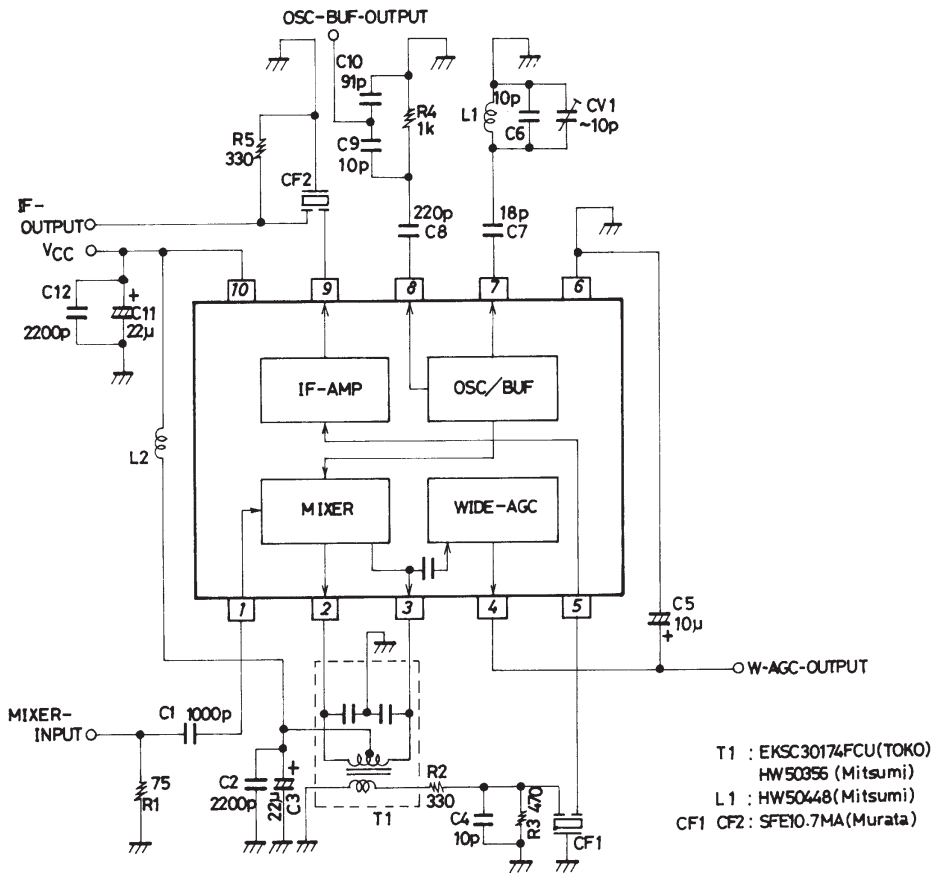 OSC-BUF-OUTPUT
C10
91p
R4
1k
C9
10p
10p
C6
L1
CV1
~10p
R5
330
CF2
IF-
OUTPUT
VCC
220p
C8
18p
C7
C12
2200p
+
C11
22µ
10
9
8
7
6
IF-AMP
OSC/BUF
L2
MIXER
WIDE-AGC
1
2
3
4
5
C5
10µ
+
W-AGC-OUTPUT
MIXER-
INPUT
C1 1000p
75
R1
C2
2200p
+
22µ
C3
T1
R2
330
C4
10p
R3 470
CF1
T1 : EKSC30174FCU(TOKO)
HW50356 (Mitsumi)
L1 : HW50448(Mitsumi)
CF1 CF2 : SFE10.7MA(Murata)